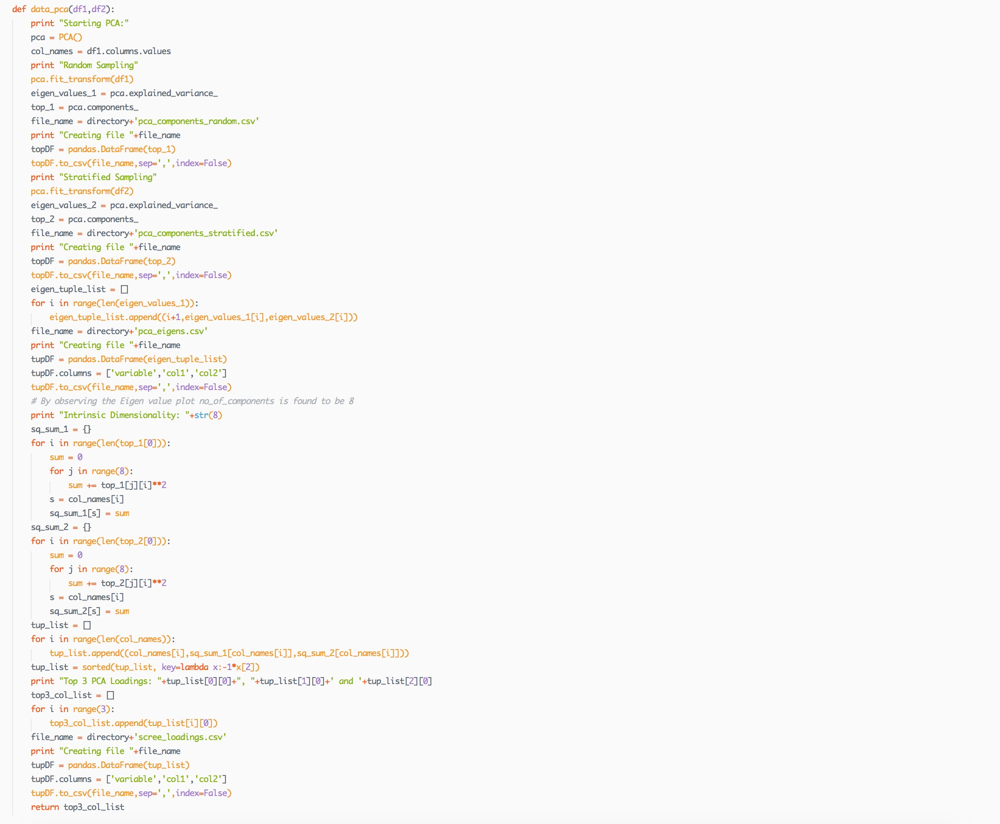 def data_pca(df1,df2):
    print "Starting PCA:"
    pca = PCA()
    col_names = df1.columns.values
    print "Random Sampling"
    pca.fit_transform(df1)
    eigen_values_1 = pca.explained_variance_
    top_1 = pca.components_
    file_name = directory+'pca_components_random.csv'
    print "Creating file "+file_name
    topDF = pandas.DataFrame(top_1)
    topDF.to_csv(file_name,sep=',',index=False)
    print "Stratified Sampling"
    pca.fit_transform(df2)
    eigen_values_2 = pca.explained_variance_
    top_2 = pca.components_
    file_name = directory+'pca_components_stratified.csv'
    print "Creating file "+file_name
    topDF = pandas.DataFrame(top_2)
    topDF.to_csv(file_name,sep=',',index=False)
    eigen_tuple_list = []
    for i in range(len(eigen_values_1)):
        eigen_tuple_list.append((i+1,eigen_values_1[i],eigen_values_2[i]))
    file_name = directory+'pca_eigens.csv'
    print "Creating file "+file_name
    tupDF = pandas.DataFrame(eigen_tuple_list)
    tupDF.columns = ['variable','col1','col2']
    tupDF.to_csv(file_name,sep=',',index=False)
    # By observing the Eigen value plot no_of_components is found to be 8
    print "Intrinsic Dimensionality: "+str(8)
    sq_sum_1 = {}
    for i in range(len(top_1[0])):
        sum = 0
        for j in range(8):
            sum += top_1[j][i]**2
        s = col_names[i]
        sq_sum_1[s] = sum
    sq_sum_2 = {}
    for i in range(len(top_2[0])):
        sum = 0
        for j in range(8):
            sum += top_2[j][i]**2
        s = col_names[i]
        sq_sum_2[s] = sum
    tup_list = []
    for i in range(len(col_names)):
        tup_list.append((col_names[i],sq_sum_1[col_names[i]],sq_sum_2[col_names[i]]))
    tup_list = sorted(tup_list, key=lambda x:-1*x[2])
    print "Top 3 PCA Loadings: "+tup_list[0][0]+", "+tup_list[1][0]+' and '+tup_list[2][0]
    top3_col_list = []
    for i in range(3):
        top3_col_list.append(tup_list[i][0])
    file_name = directory+'scree_loadings.csv'
    print "Creating file "+file_name
    tupDF = pandas.DataFrame(tup_list)
    tupDF.columns = ['variable','col1','col2']
    tupDF.to_csv(file_name,sep=',',index=False)
    return top3_col_list